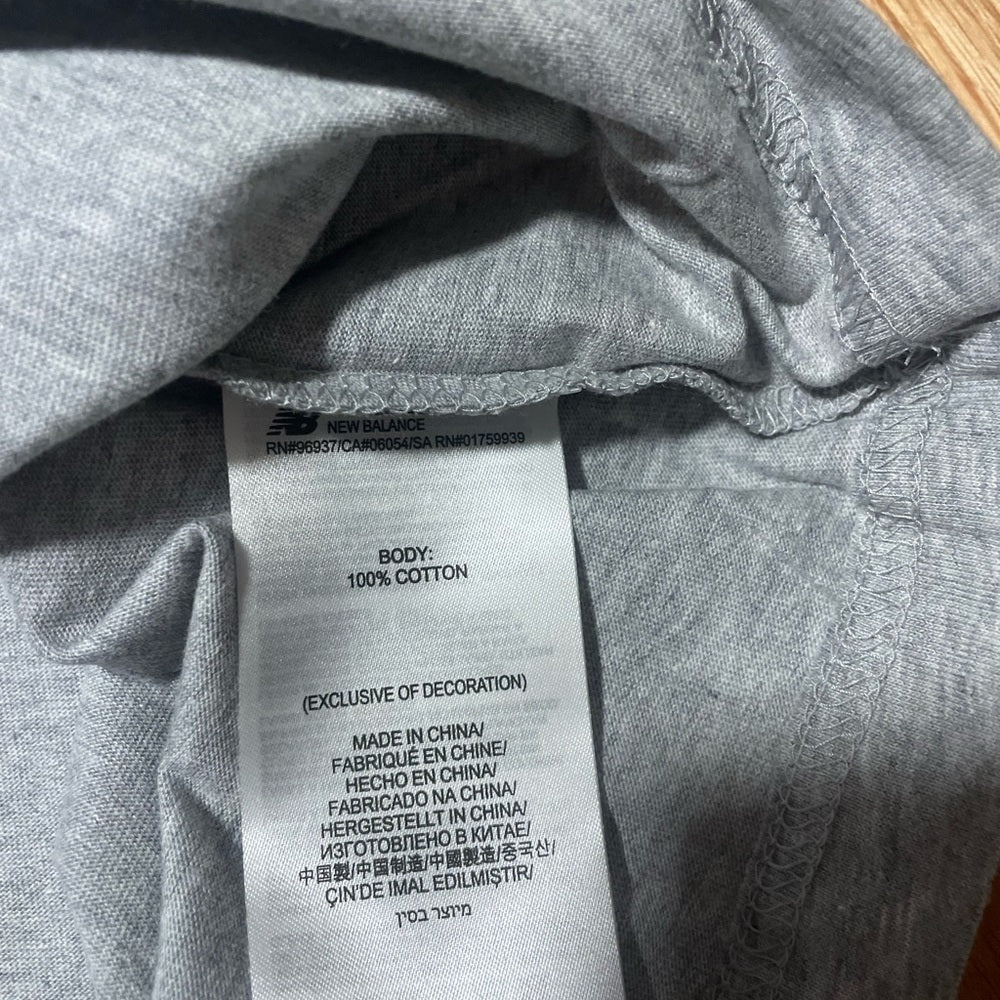 NB
NEW BALANCE
RN#96937/CA#06054/SA RN#01759939
BODY:
100% COTTON
(EXCLUSIVE OF DECORATION)
MADE IN CHINA/
FABRIQUÉ EN CHINE/
HECHO EN CHINA/
FABRICADO NA CHINA/
HERGESTELLT IN CHINA/
ИЗГОТОВЛЕНО В КИТАЕ/
中国製/中国制造/中國製造/중국산/
ÇIN'DE IMAL EDILMIŞTIR/
מיוצר בסין